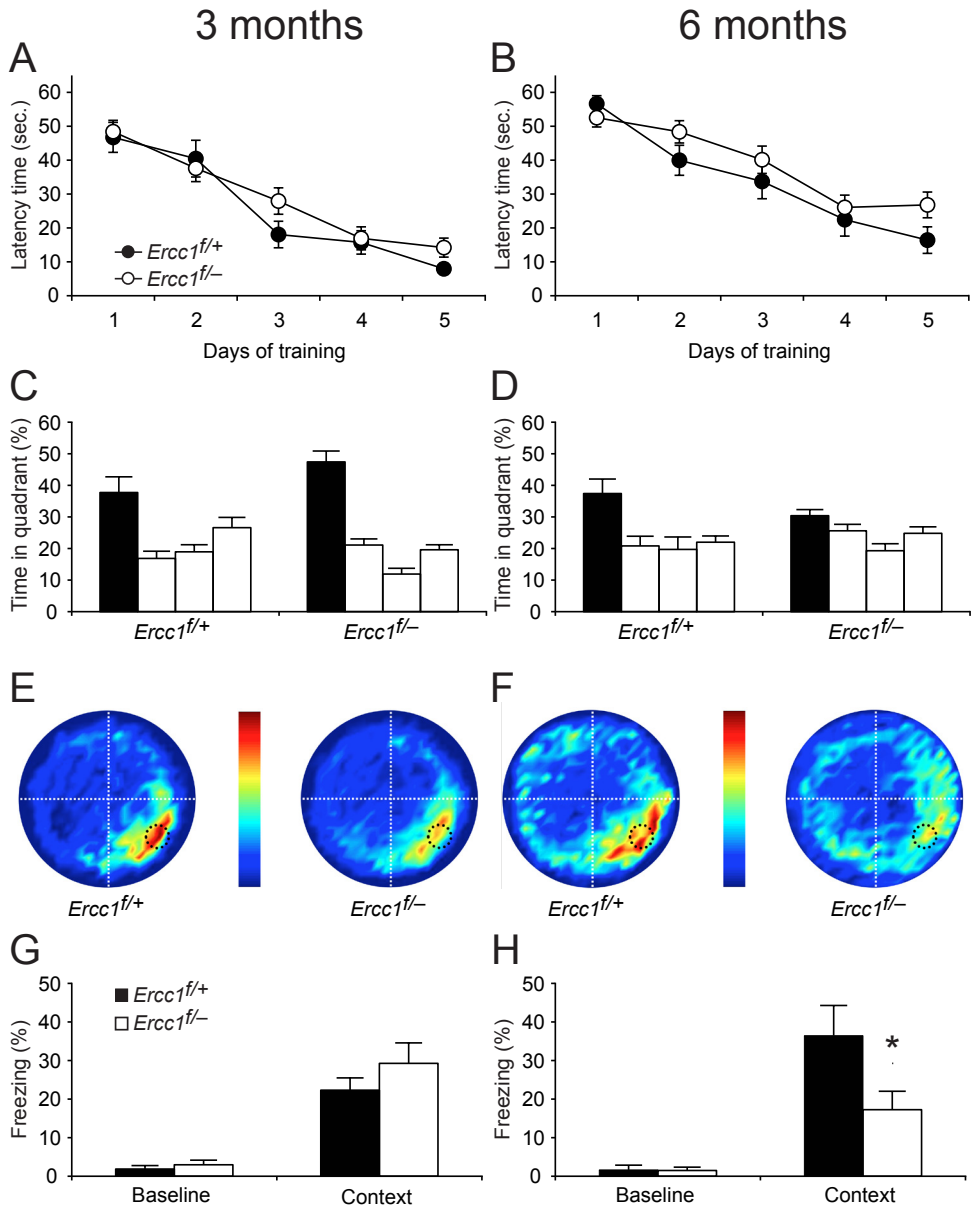 3 months
6 months
A
Latency time (sec.)
60
50
40
30
20
10
0
Ercc1f/+
Ercc1f/–
1 2 3 4 5
Days of training
B
Latency time (sec.)
60
50
40
30
20
10
0
1 2 3 4 5
Days of training
C
Time in quadrant (%)
60
50
40
30
20
10
0
Ercc1f/+ Ercc1f/–
D
Time in quadrant (%)
60
50
40
30
20
10
0
Ercc1f/+ Ercc1f/–
E
Ercc1f/+ Ercc1f/–
F
Ercc1f/+ Ercc1f/–
G
Freezing (%)
50
40
30
20
10
0
Ercc1f/+
Ercc1f/–
Baseline Context
H
Freezing (%)
50
40
30
20
10
0
*
Baseline Context